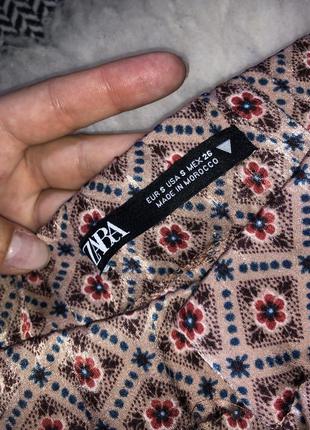 ZARA
EUR S USA S MEX 26
MADE IN MOROCCO